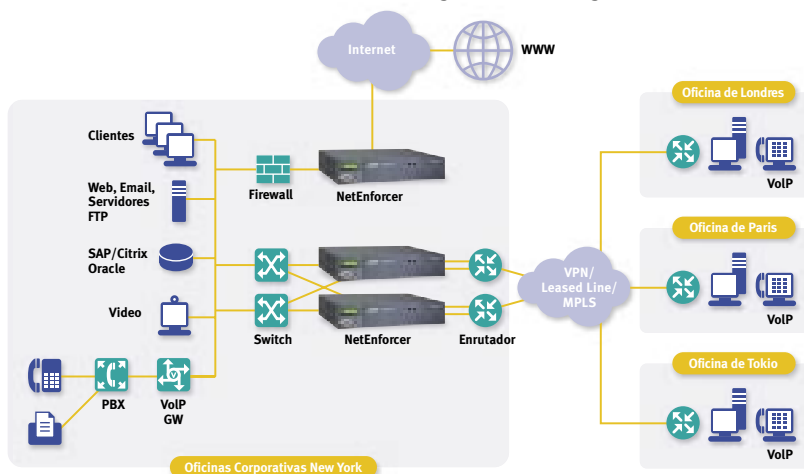 Internet
WWW
Clientes
Web, Email,
Servidores
FTP
SAP/Citrix
Oracle
Video
PBX
VoIP
GW
Firewall
NetEnforcer
Switch
NetEnforcer
Enrutador
VPN/
Leased Line/
MPLS
Oficinas Corporativas New York
Oficina de Londres
VoIP
Oficina de Paris
VoIP
Oficina de Tokio
VoIP